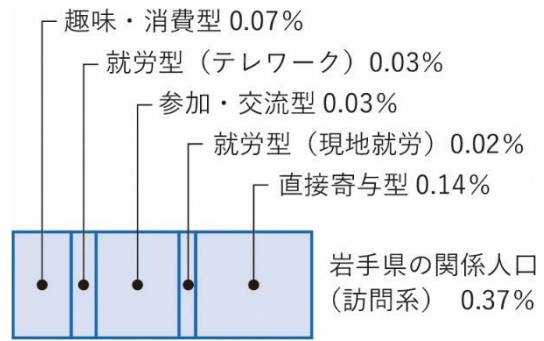 趣味・消費型 0.07%
就労型（テレワーク）0.03%
参加・交流型 0.03%
就労型（現地就労）0.02%
直接寄与型 0.14%
岩手県の関係人口
（訪問系） 0.37%